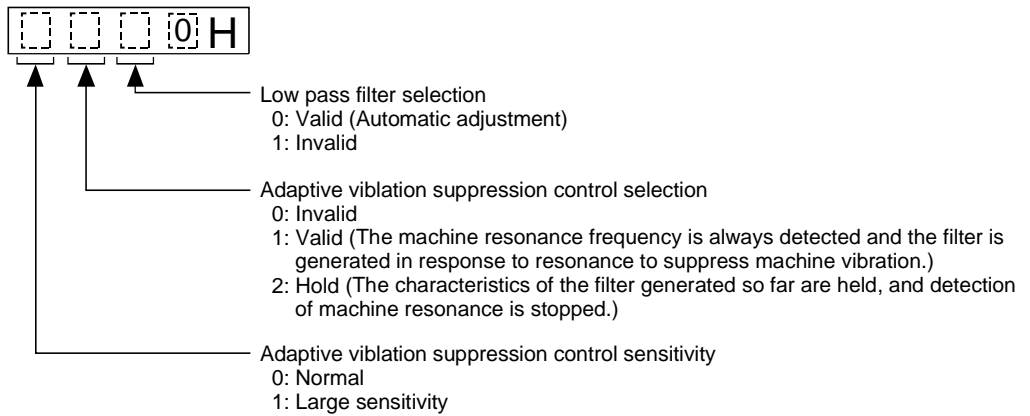 0 H
Low pass filter selection
0: Valid (Automatic adjustment)
1: Invalid
Adaptive viblation suppression control selection
0: Invalid
1: Valid (The machine resonance frequency is always detected and the filter is
generated in response to resonance to suppress machine vibration.)
2: Hold (The characteristics of the filter generated so far are held, and detection
of machine resonance is stopped.)
Adaptive viblation suppression control sensitivity
0: Normal
1: Large sensitivity